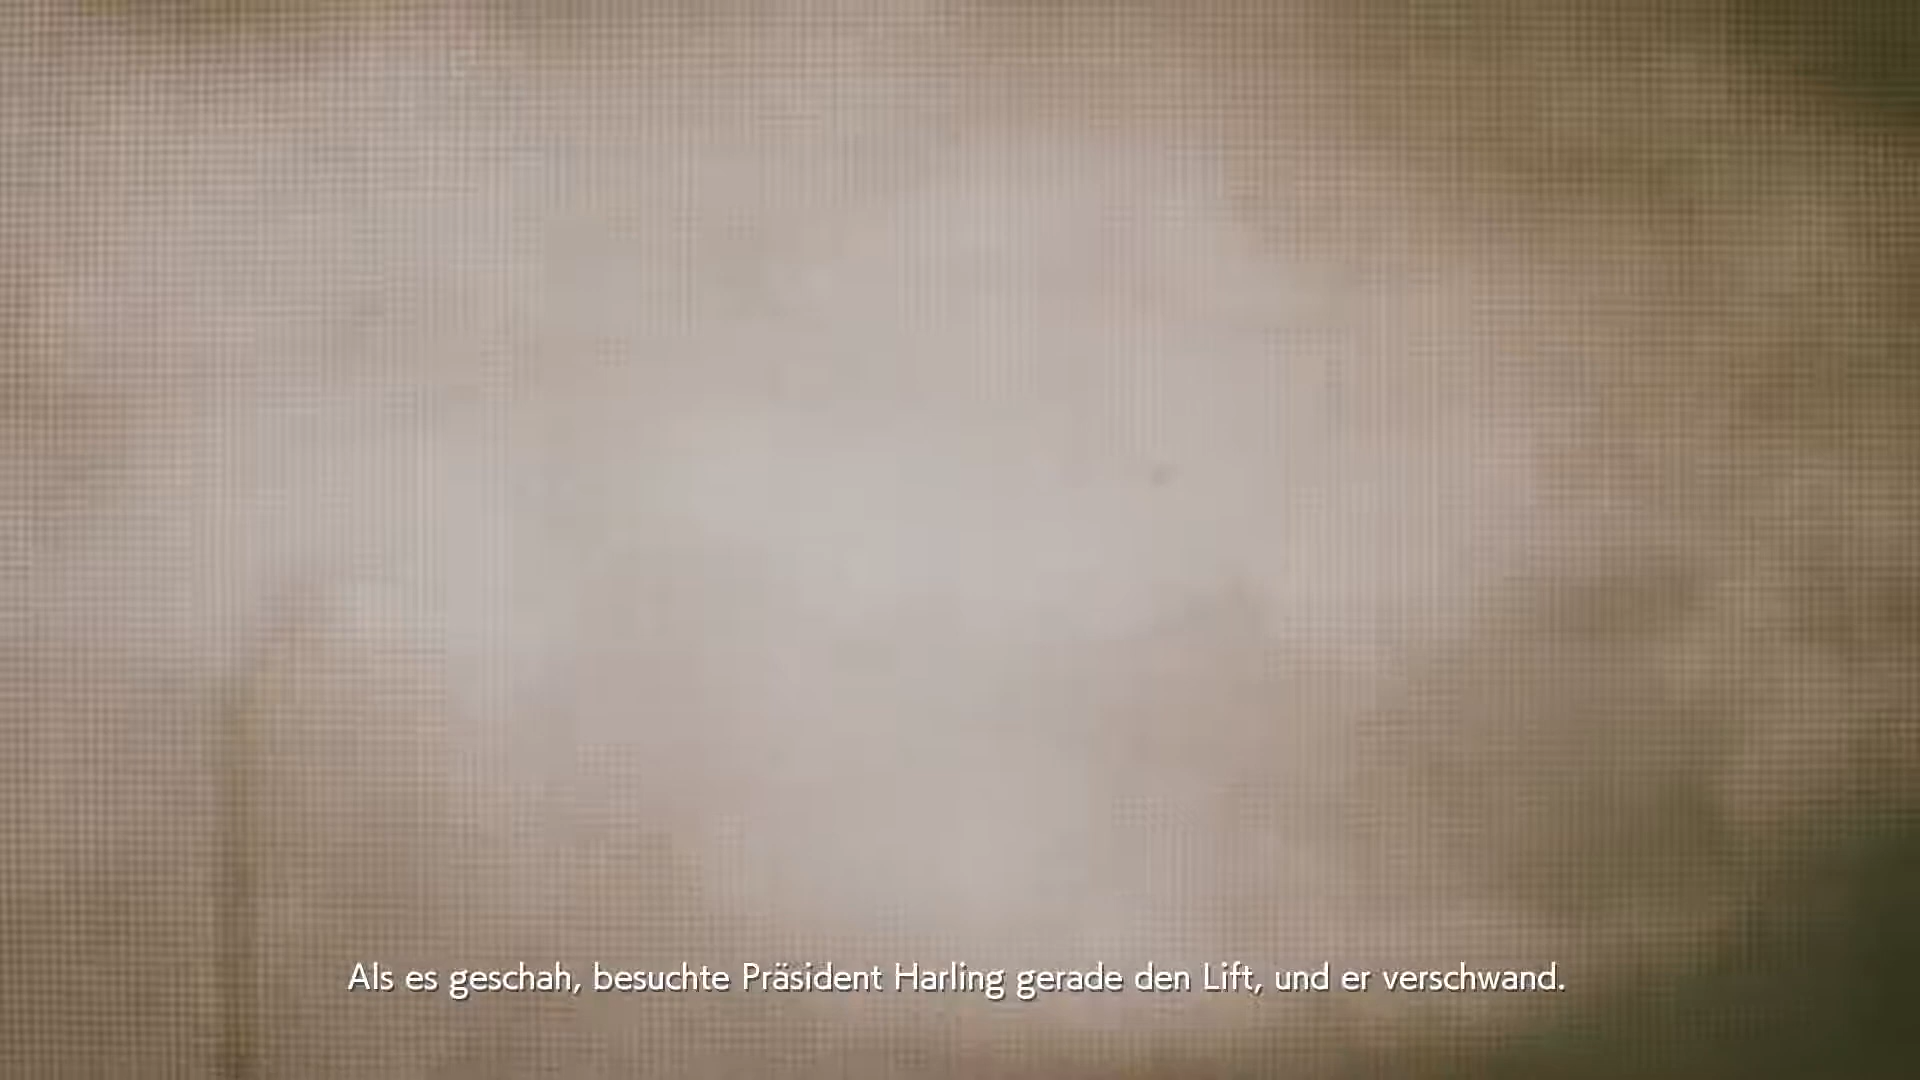 Als es geschah, besuchte Präsident Harling gerade den Lift, und er verschwand.